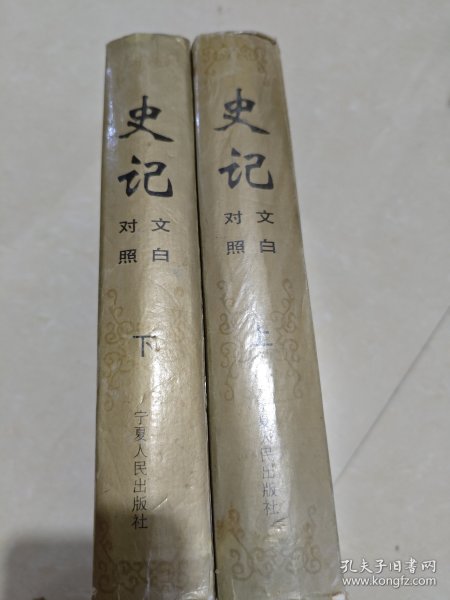 史记
文白
对照
下
宁夏人民出版社
史记
文白
对照
上
宁夏人民出版社
孔夫子旧书网
www.kongfz.com